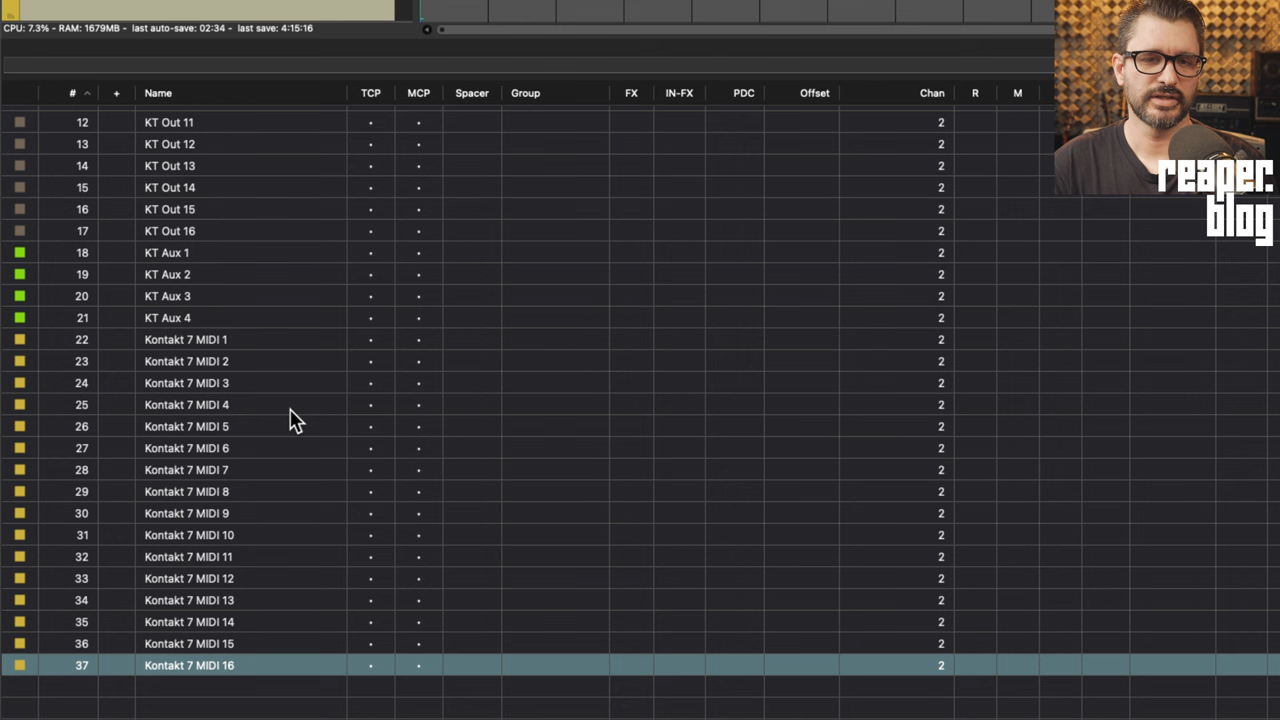 CPU: 7.3% - RAM: 1679MB - last auto-save: 02:34 - last save: 4:15:16
# + Name TCP MCP Spacer Group FX IN-FX PDC Offset Chan R M
12 KT Out 11 2
13 KT Out 12 2
14 KT Out 13 2
15 KT Out 14 2
16 KT Out 15 2
17 KT Out 16 2
18 KT Aux 1 2
19 KT Aux 2 2
20 KT Aux 3 2
21 KT Aux 4 2
22 Kontakt 7 MIDI 1 2
23 Kontakt 7 MIDI 2 2
24 Kontakt 7 MIDI 3 2
25 Kontakt 7 MIDI 4 2
26 Kontakt 7 MIDI 5 2
27 Kontakt 7 MIDI 6 2
28 Kontakt 7 MIDI 7 2
29 Kontakt 7 MIDI 8 2
30 Kontakt 7 MIDI 9 2
31 Kontakt 7 MIDI 10 2
32 Kontakt 7 MIDI 11 2
33 Kontakt 7 MIDI 12 2
34 Kontakt 7 MIDI 13 2
35 Kontakt 7 MIDI 14 2
36 Kontakt 7 MIDI 15 2
37 Kontakt 7 MIDI 16 2
reaper.
blog